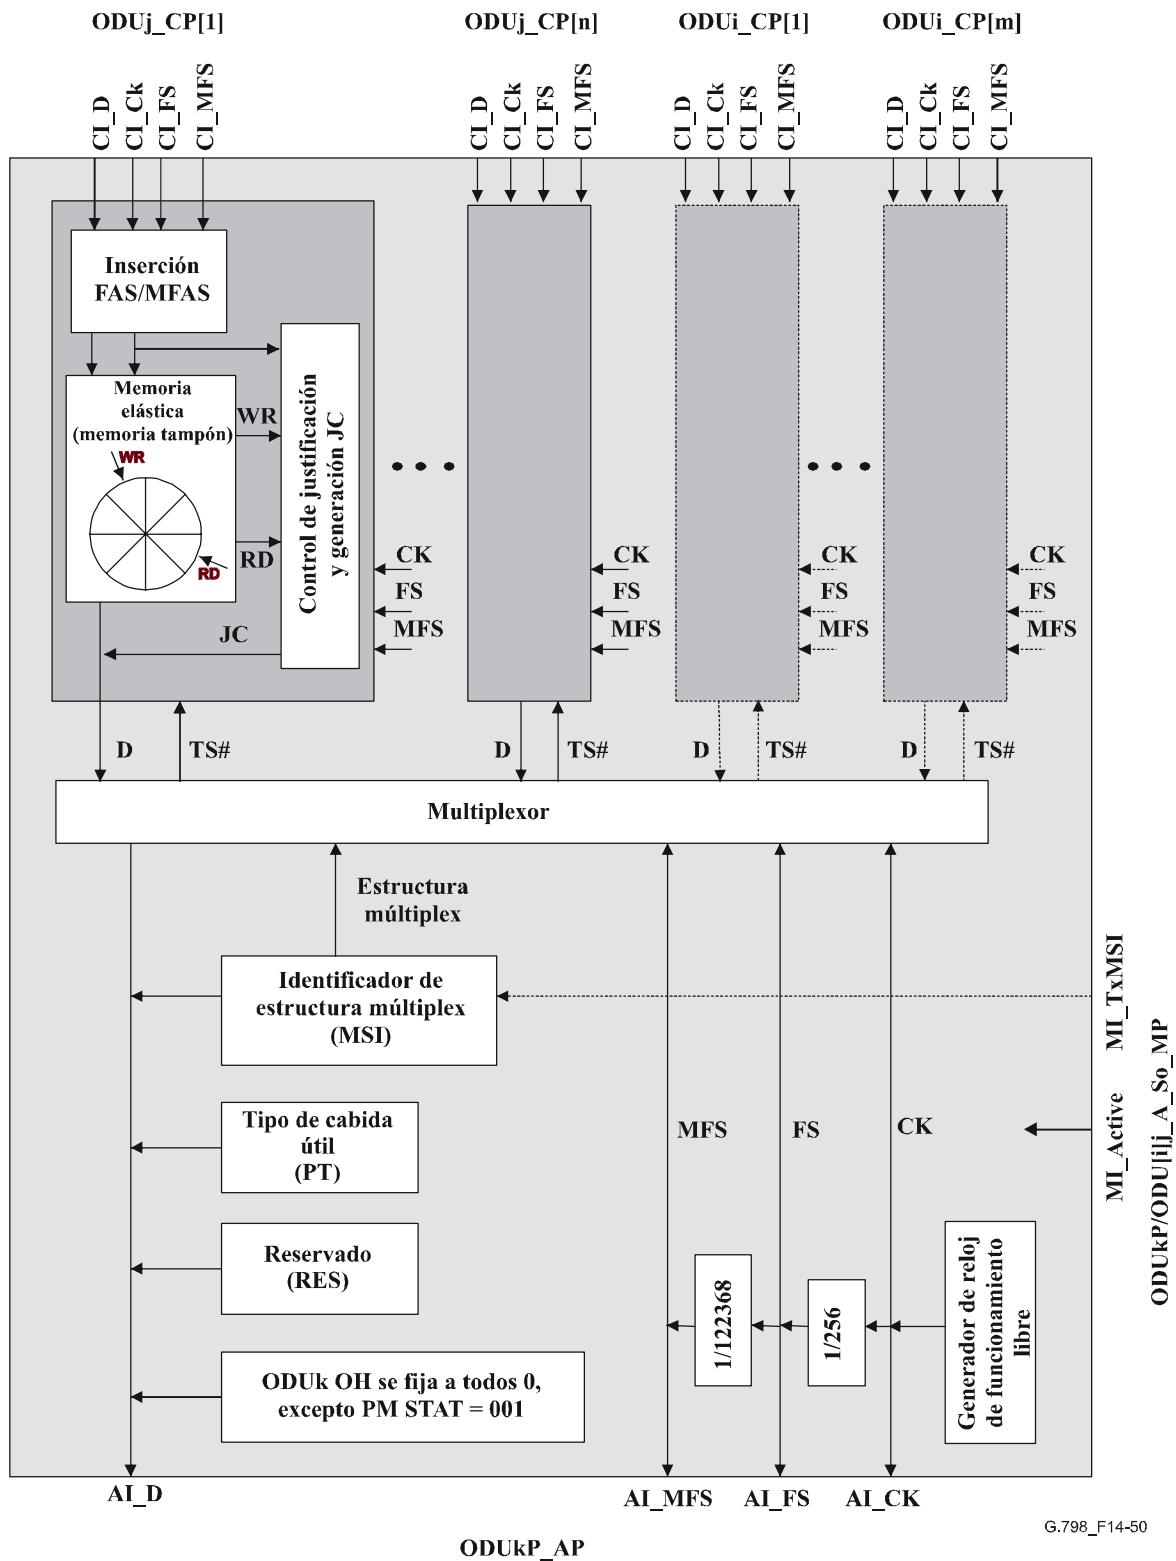 ODUj_CP[1]
ODUj_CP[n]
ODUi_CP[1]
ODUi_CP[m]
CI_D
CI_Ck
CI_FS
CI_MFS
CI_D
CI_Ck
CI_FS
CI_MFS
CI_D
CI_Ck
CI_FS
CI_MFS
CI_D
CI_Ck
CI_FS
CI_MFS
Inserción
FAS/MFAS
Memoria
elástica
(memoria tampón)
WR
RD
WR
RD
JC
Control de justificación
y generación JC
CK
FS
MFS
CK
FS
MFS
CK
FS
MFS
CK
FS
MFS
D
TS#
D
TS#
D
TS#
D
TS#
Multiplexor
Estructura
múltiplex
Identificador de
estructura múltiplex
(MSI)
MI_TxMSI
Tipo de cabida
útil
(PT)
MFS
FS
CK
MI_Active
ODUkP/ODU[i]j_A_So_MP
Reservado
(RES)
1/122368
1/256
Generador de reloj
de funcionamiento
libre
ODUk OH se fija a todos 0,
excepto PM STAT = 001
AI_D
AI_MFS
AI_FS
AI_CK
G.798_F14-50
ODUkP_AP